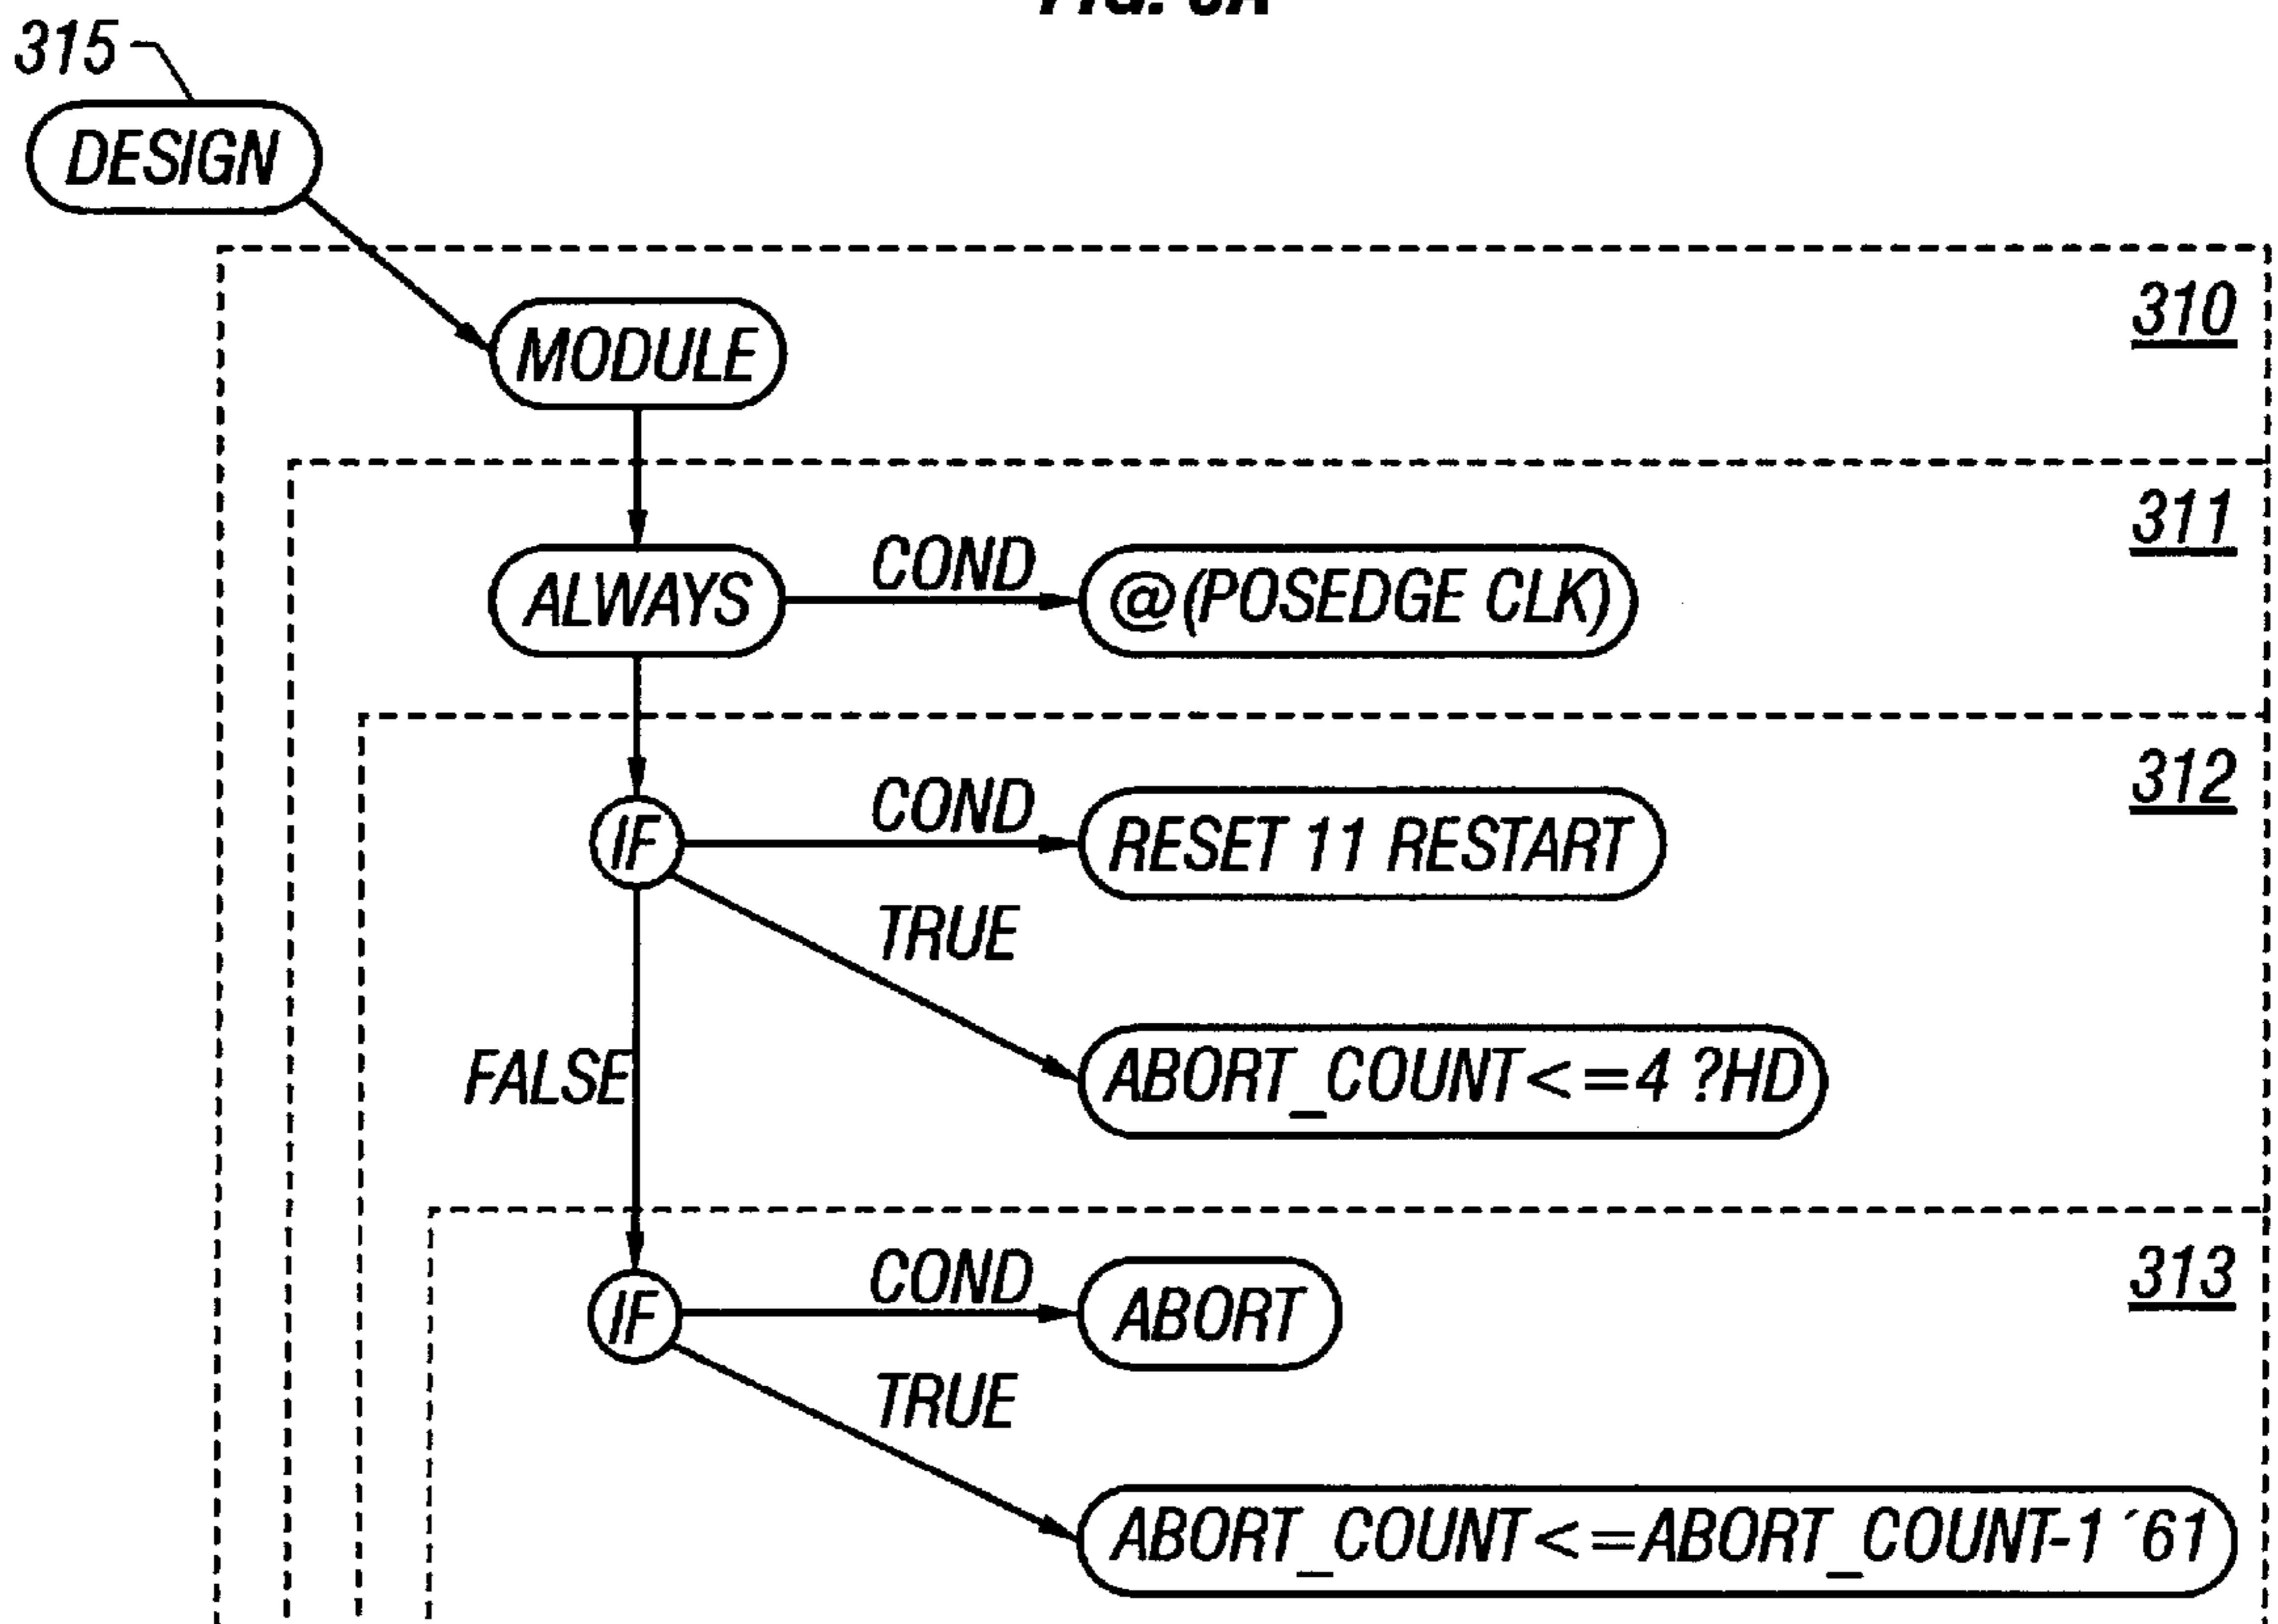 315
DESIGN
310
MODULE
311
ALWAYS COND @(POSEDGE CLK)
312
IF COND RESET 11 RESTART
TRUE
FALSE ABORT_COUNT<=4 ?HD
313
IF COND ABORT
TRUE
ABORT_COUNT<=ABORT_COUNT-1 ´61